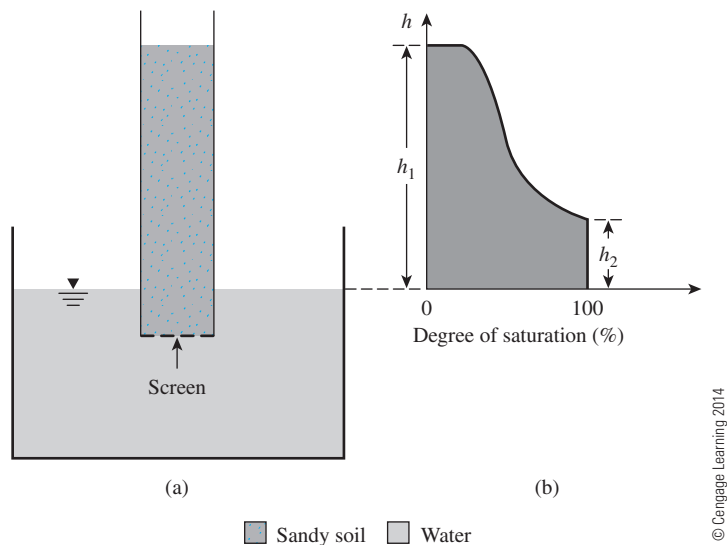 h
h₁
h₂
0 100
Degree of saturation (%)
Screen
(a) (b)
Sandy soil Water
© Cengage Learning 2014